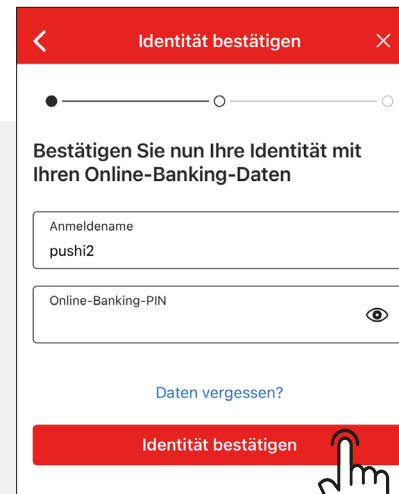 Identität bestätigen
Bestätigen Sie nun Ihre Identität mit
Ihren Online-Banking-Daten
Anmeldename
pushi2
Online-Banking-PIN
Daten vergessen?
Identität bestätigen